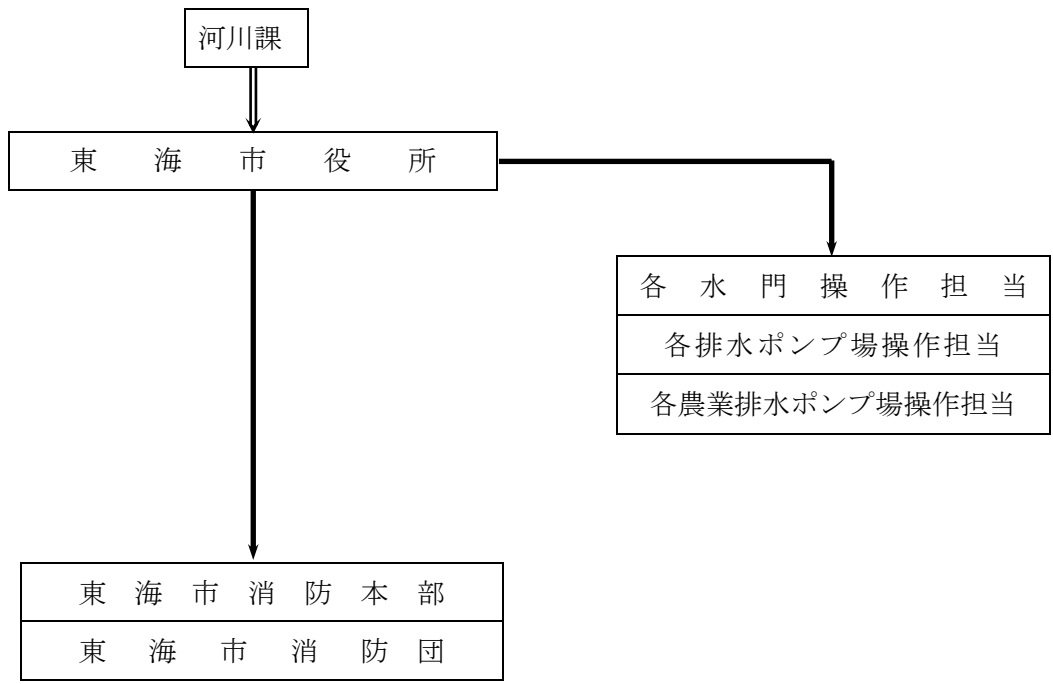 河川課
東海市役所
各水門操作担当
各排水ポンプ場操作担当
各農業排水ポンプ場操作担当
東海市消防本部
東海市消防団